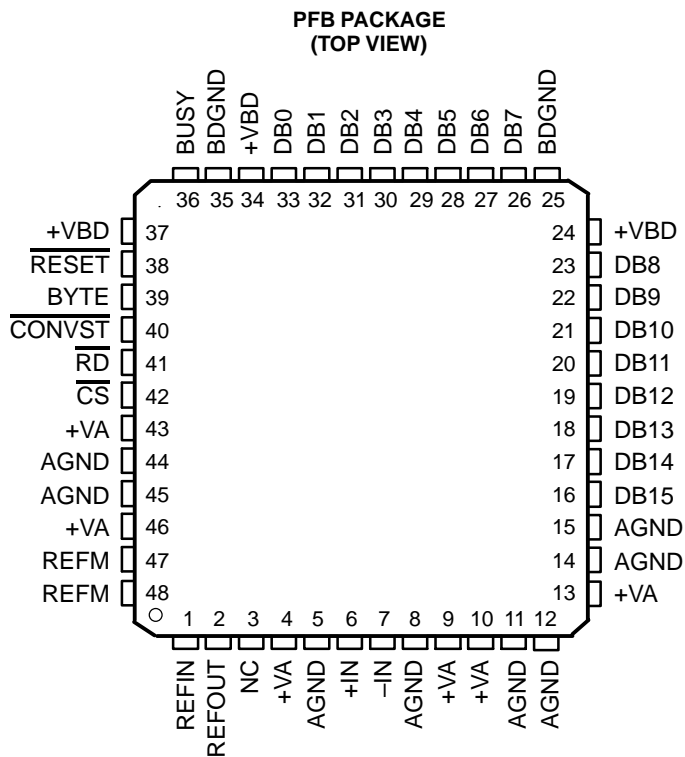 PFB PACKAGE
(TOP VIEW)
BUSY BDGND +VBD DB0 DB1 DB2 DB3 DB4 DB5 DB6 DB7 BDGND
36 35 34 33 32 31 30 29 28 27 26 25
+VBD 37 24 +VBD
RESET 38 23 DB8
BYTE 39 22 DB9
CONVST 40 21 DB10
RD 41 20 DB11
CS 42 19 DB12
+VA 43 18 DB13
AGND 44 17 DB14
AGND 45 16 DB15
+VA 46 15 AGND
REFM 47 14 AGND
REFM 48 13 +VA
1 2 3 4 5 6 7 8 9 10 11 12
REFIN REFOUT NC +VA AGND +IN –IN AGND +VA +VA AGND AGND